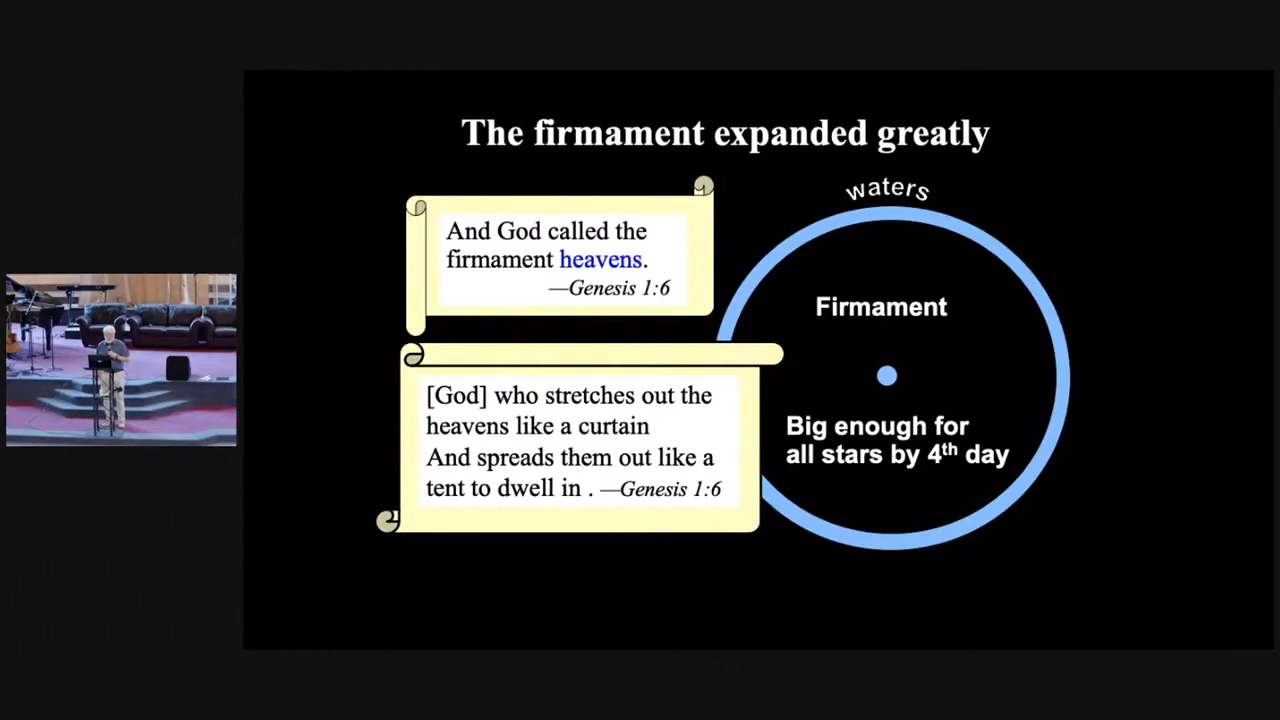 The firmament expanded greatly
And God called the
firmament heavens.
—Genesis 1:6
[God] who stretches out the
heavens like a curtain
And spreads them out like a
tent to dwell in . —Genesis 1:6
waters
Firmament
Big enough for
all stars by 4th day